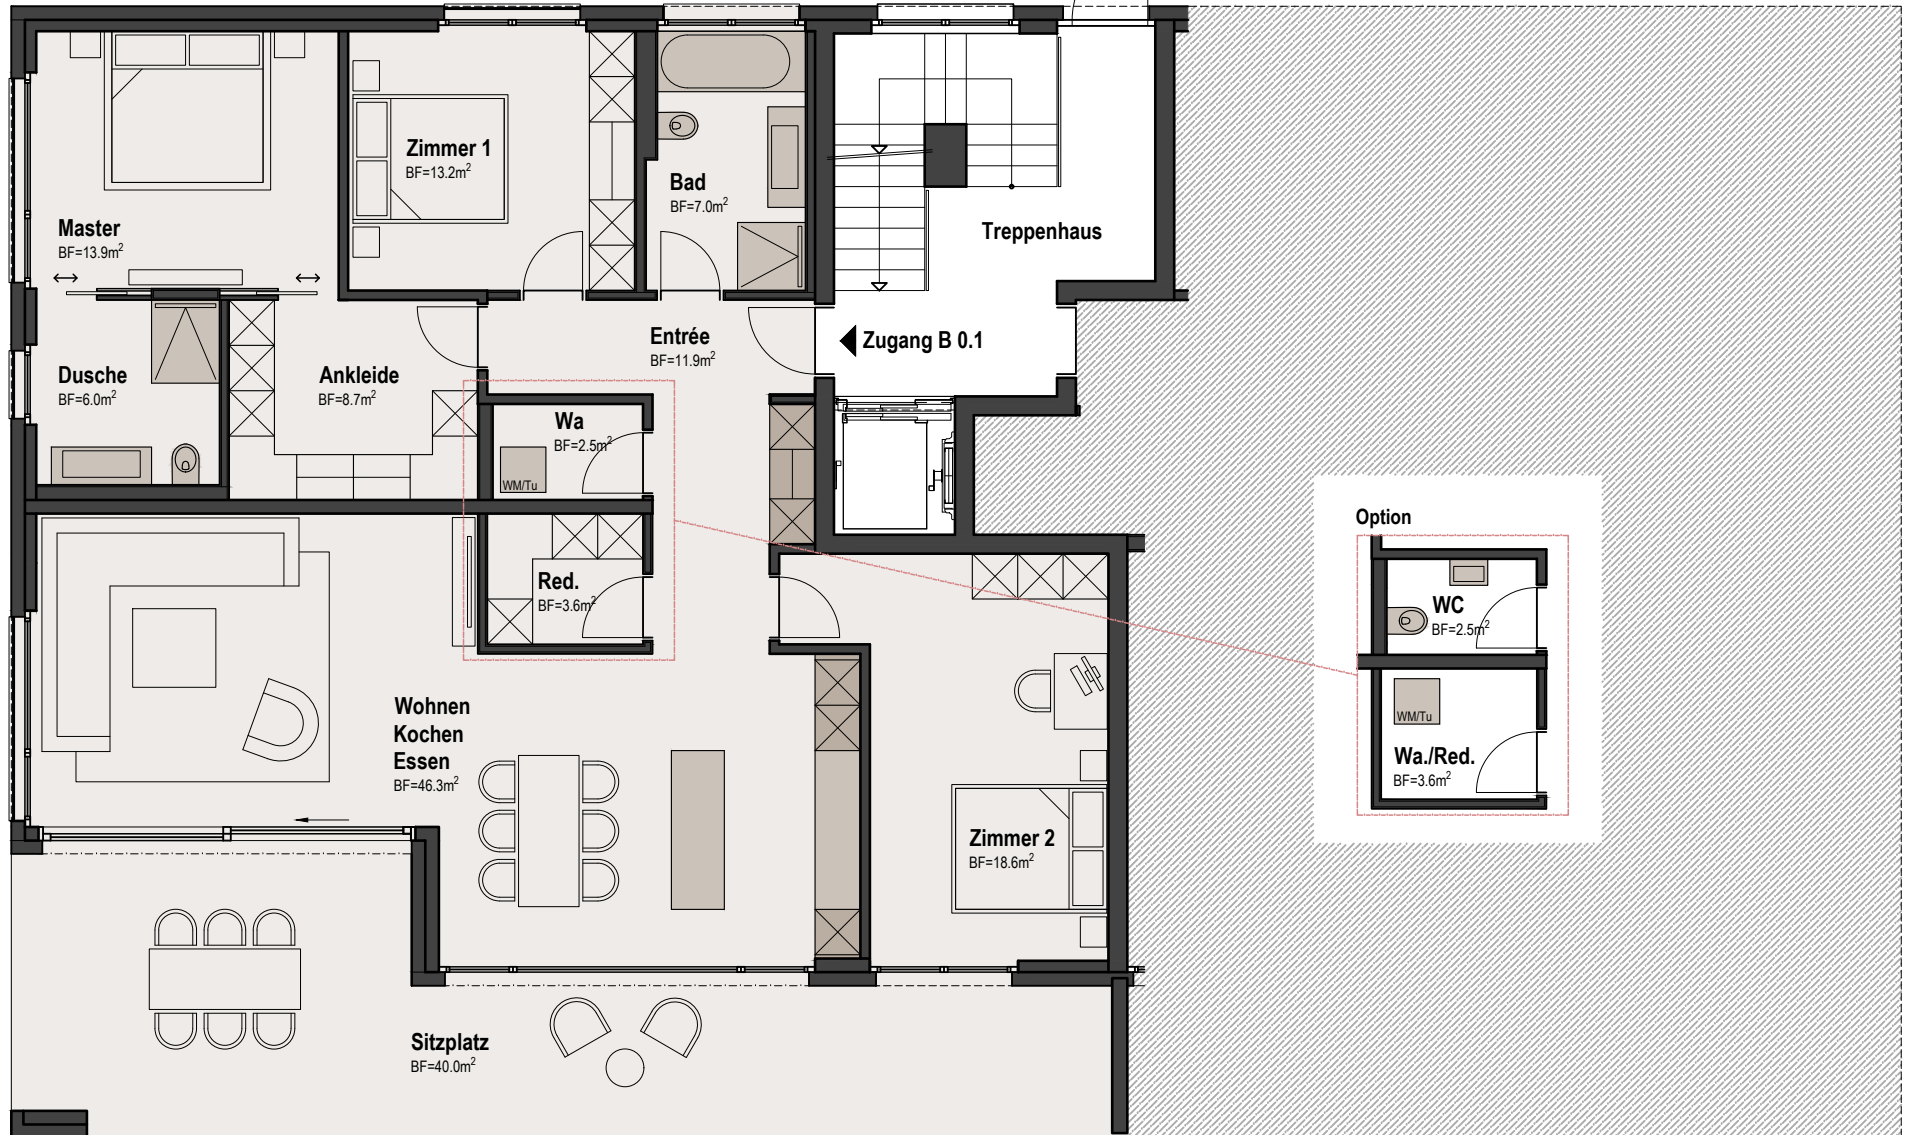 Zimmer 1
BF=13.2m²
Bad
BF=7.0m²
Master
BF=13.9m²
Treppenhaus
Entrée
BF=11.9m²
Zugang B 0.1
Dusche
BF=6.0m²
Ankleide
BF=8.7m²
Wa
BF=2.5m²
WM/Tu
Red.
BF=3.6m²
Option
WC
BF=2.5m²
WM/Tu
Wa./Red.
BF=3.6m²
Wohnen
Kochen
Essen
BF=46.3m²
Zimmer 2
BF=18.6m²
Sitzplatz
BF=40.0m²